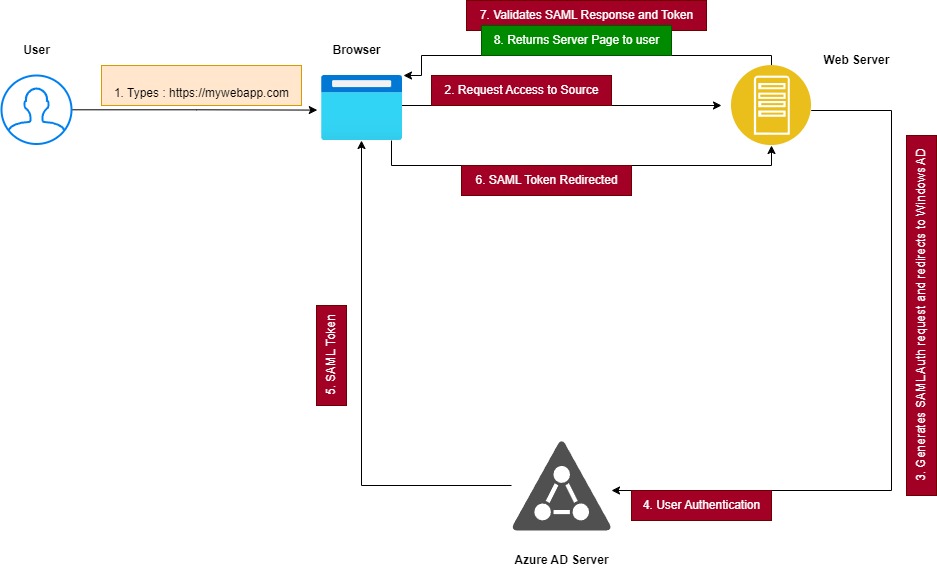 7. Validates SAML Response and Token
8. Returns Server Page to user
User
Browser
Web Server
1. Types : https://mywebapp.com
2. Request Access to Source
6. SAML Token Redirected
3. Generates SAMLAuth request and redirects to Windows AD
5. SAML Token
4. User Authentication
Azure AD Server